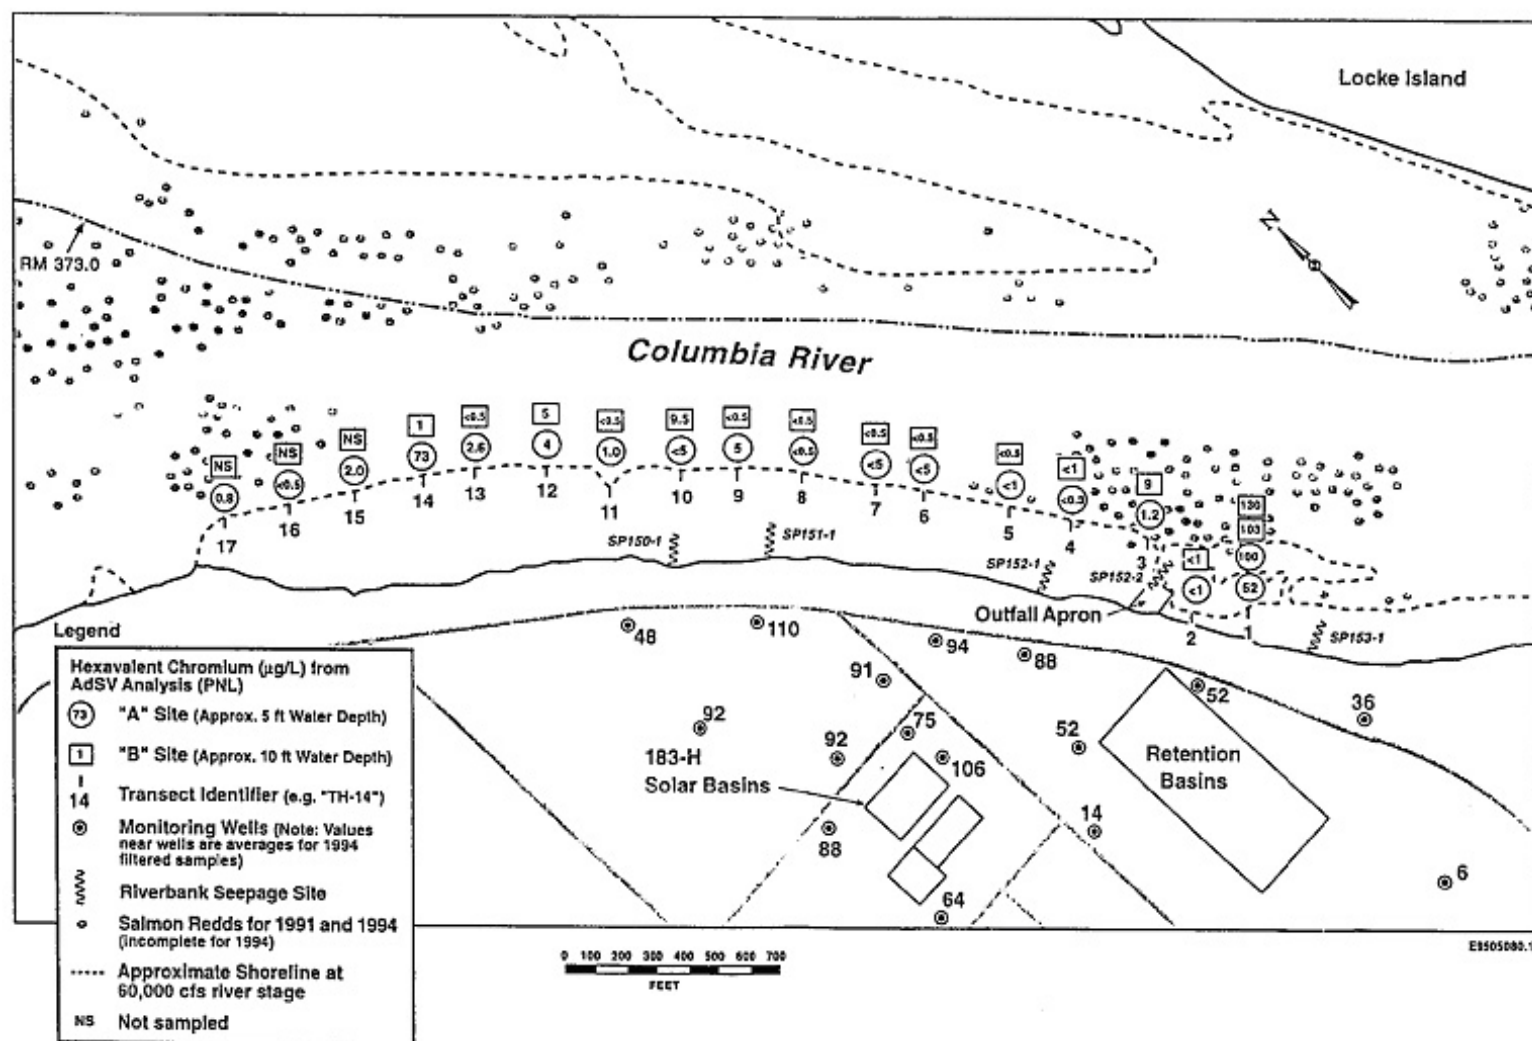 Locke Island
N
RM 373.0
Columbia River
NS
0.8
17
NS
<0.5
16
NS
2.0
15
1
73
14
<0.5
2.6
13
5
4
12
<0.5
1.0
11
9.5
<5
10
<0.5
5
9
<0.5
<0.5
8
<0.5
<5
7
<0.5
<5
6
<0.5
<1
5
<1
4
9
1.2
3
<1
<1
2
130
103
100
52
1
SP150-1
SP151-1
SP152-1
SP152-2
SP153-1
Outfall Apron
48
110
94
88
91
92
92
75
106
88
64
52
52
14
36
6
183-H
Solar Basins
Retention
Basins
Legend
Hexavalent Chromium (µg/L) from
AdSV Analysis (PNL)
73
"A" Site (Approx. 5 ft Water Depth)
1
"B" Site (Approx. 10 ft Water Depth)
14
Transect Identifier (e.g. "TH-14")
Monitoring Wells (Note: Values
near wells are averages for 1994
filtered samples)
Riverbank Seepage Site
Salmon Redds for 1991 and 1994
(incomplete for 1994)
Approximate Shoreline at
60,000 cfs river stage
NS Not sampled
0 100 200 300 400 500 600 700
FEET
E9505080.1